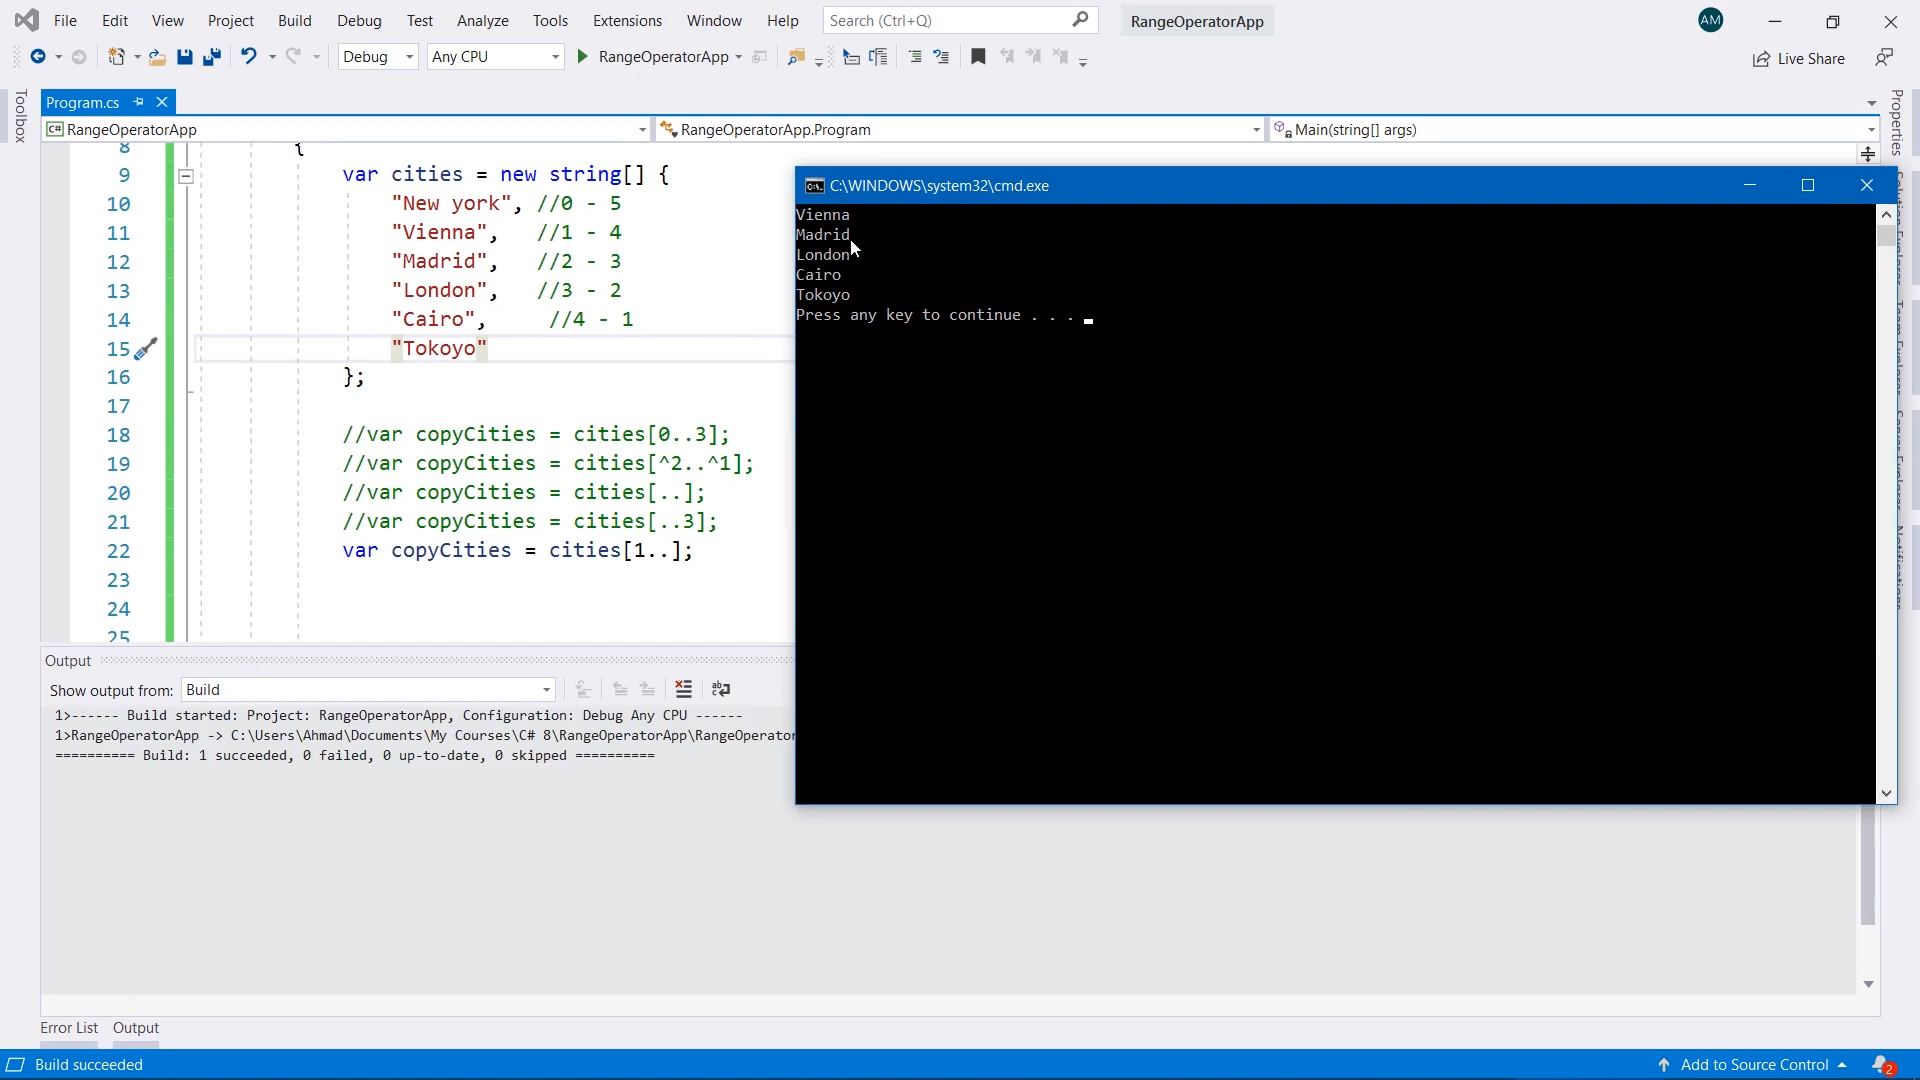 File Edit View Project Build Debug Test Analyze Tools Extensions Window Help Search (Ctrl+Q) RangeOperatorApp AM
Debug Any CPU RangeOperatorApp Live Share
Toolbox
Program.cs
Properties
C# RangeOperatorApp RangeOperatorApp.Program Main(string[] args)
8 {
9 var cities = new string[] {
10 "New york", //0 - 5
11 "Vienna", //1 - 4
12 "Madrid", //2 - 3
13 "London", //3 - 2
14 "Cairo", //4 - 1
15 "Tokoyo"
16 };
17
18 //var copyCities = cities[0..3];
19 //var copyCities = cities[^2..^1];
20 //var copyCities = cities[..];
21 //var copyCities = cities[..3];
22 var copyCities = cities[1..];
23
24
25
C:\WINDOWS\system32\cmd.exe
Vienna
Madrid
London
Cairo
Tokoyo
Press any key to continue . . .
Output
Show output from: Build
1>------ Build started: Project: RangeOperatorApp, Configuration: Debug Any CPU ------
1>RangeOperatorApp -> C:\Users\Ahmad\Documents\My Courses\C# 8\RangeOperatorApp\RangeOperator
========== Build: 1 succeeded, 0 failed, 0 up-to-date, 0 skipped ==========
Error List Output
Build succeeded Add to Source Control 2